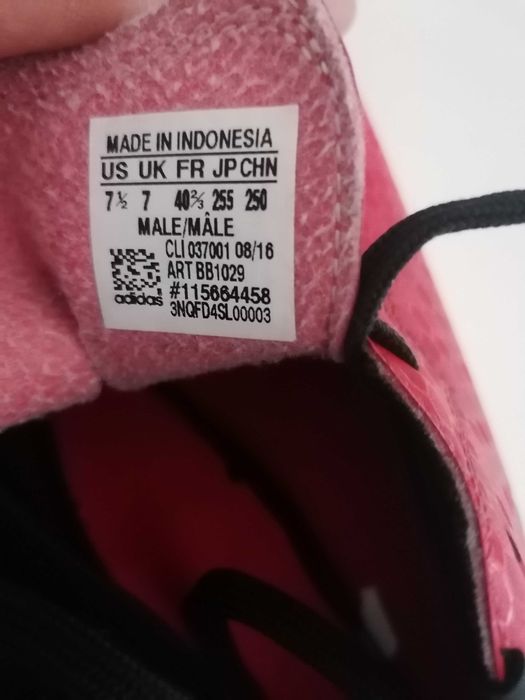 MADE IN INDONESIA
US UK FR JP CHN
7½ 7 40⅔ 255 250
MALE/MÂLE
CLI 037001 08/16
ART BB1029
#115664458
3NQFD4SL00003
adidas